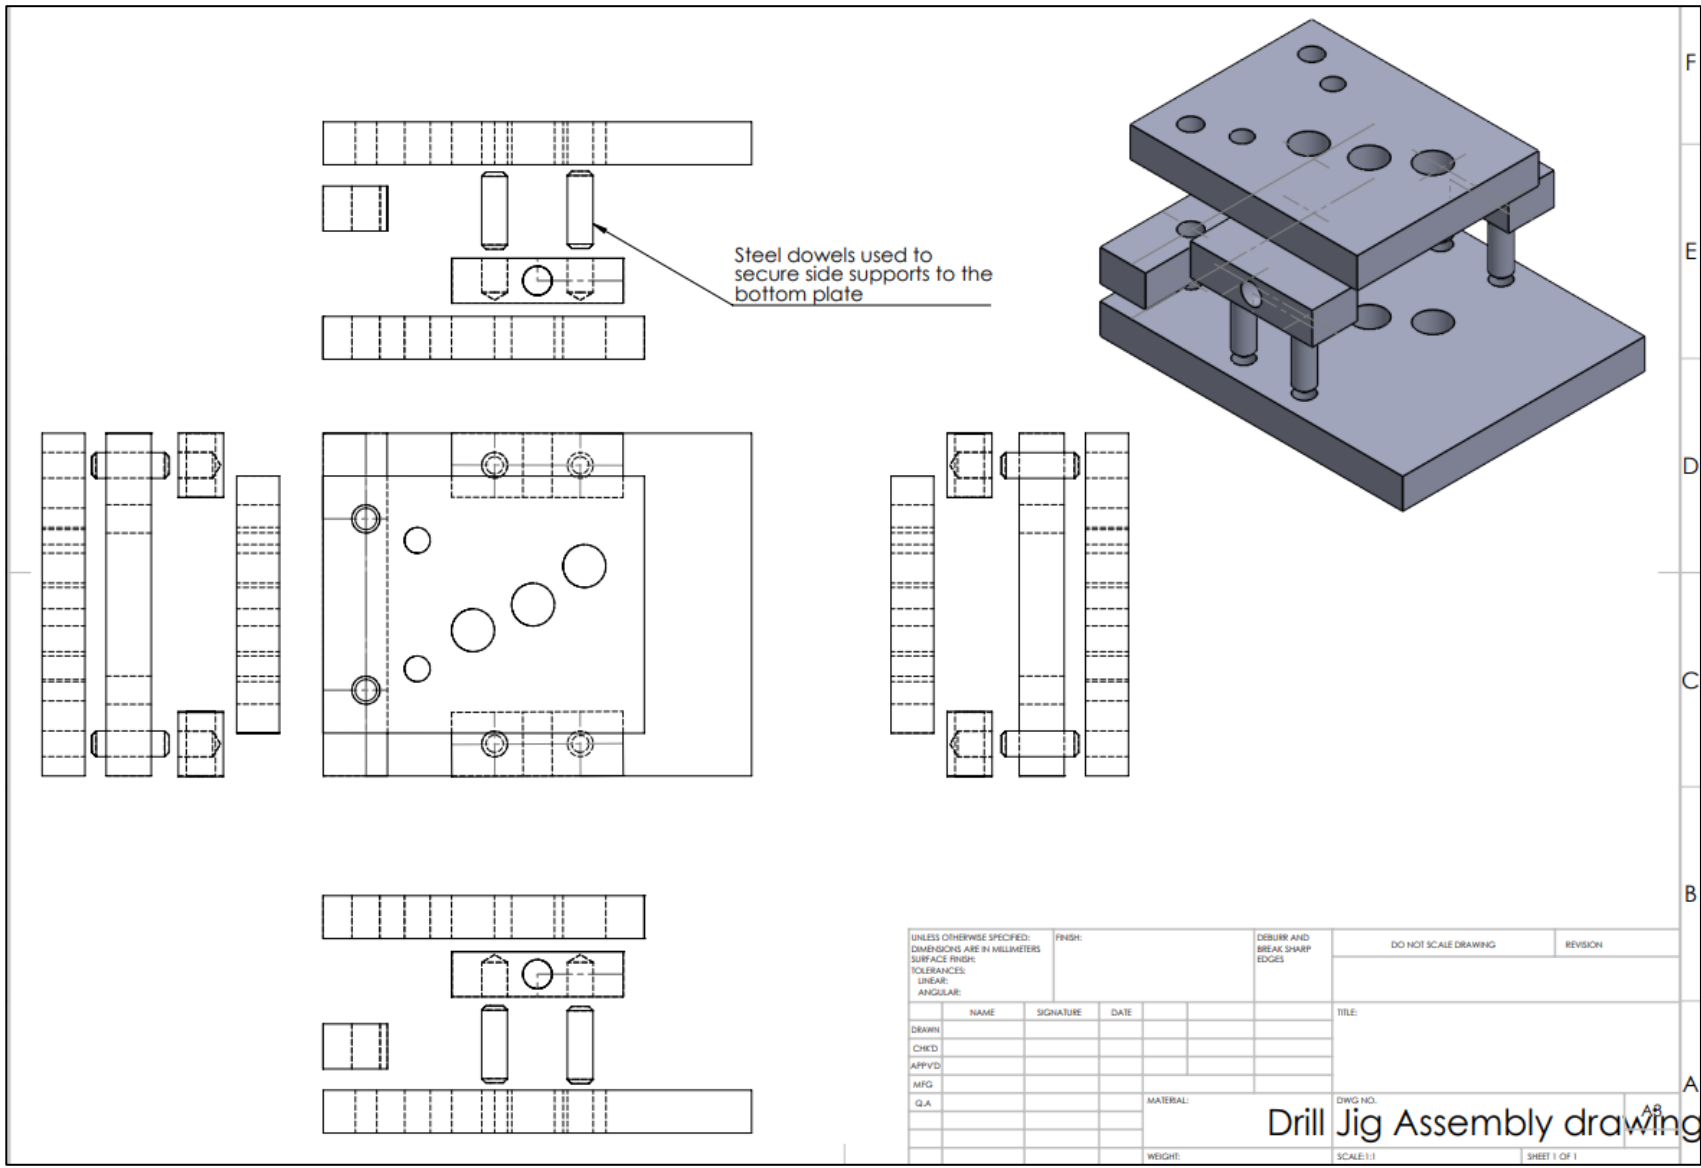 F
E
Steel dowels used to
secure side supports to the
bottom plate
D
C
B
UNLESS OTHERWISE SPECIFIED:
DIMENSIONS ARE IN MILLIMETERS
SURFACE FINISH:
TOLERANCES:
LINEAR:
ANGULAR:
FINISH:
DEBURR AND
BREAK SHARP
EDGES
DO NOT SCALE DRAWING
REVISION
NAME
SIGNATURE
DATE
TITLE:
DRAWN
CHK'D
APPV'D
MFG
Q.A
MATERIAL:
DWG NO.
A
A3
Drill Jig Assembly drawing
WEIGHT:
SCALE:1:1
SHEET 1 OF 1